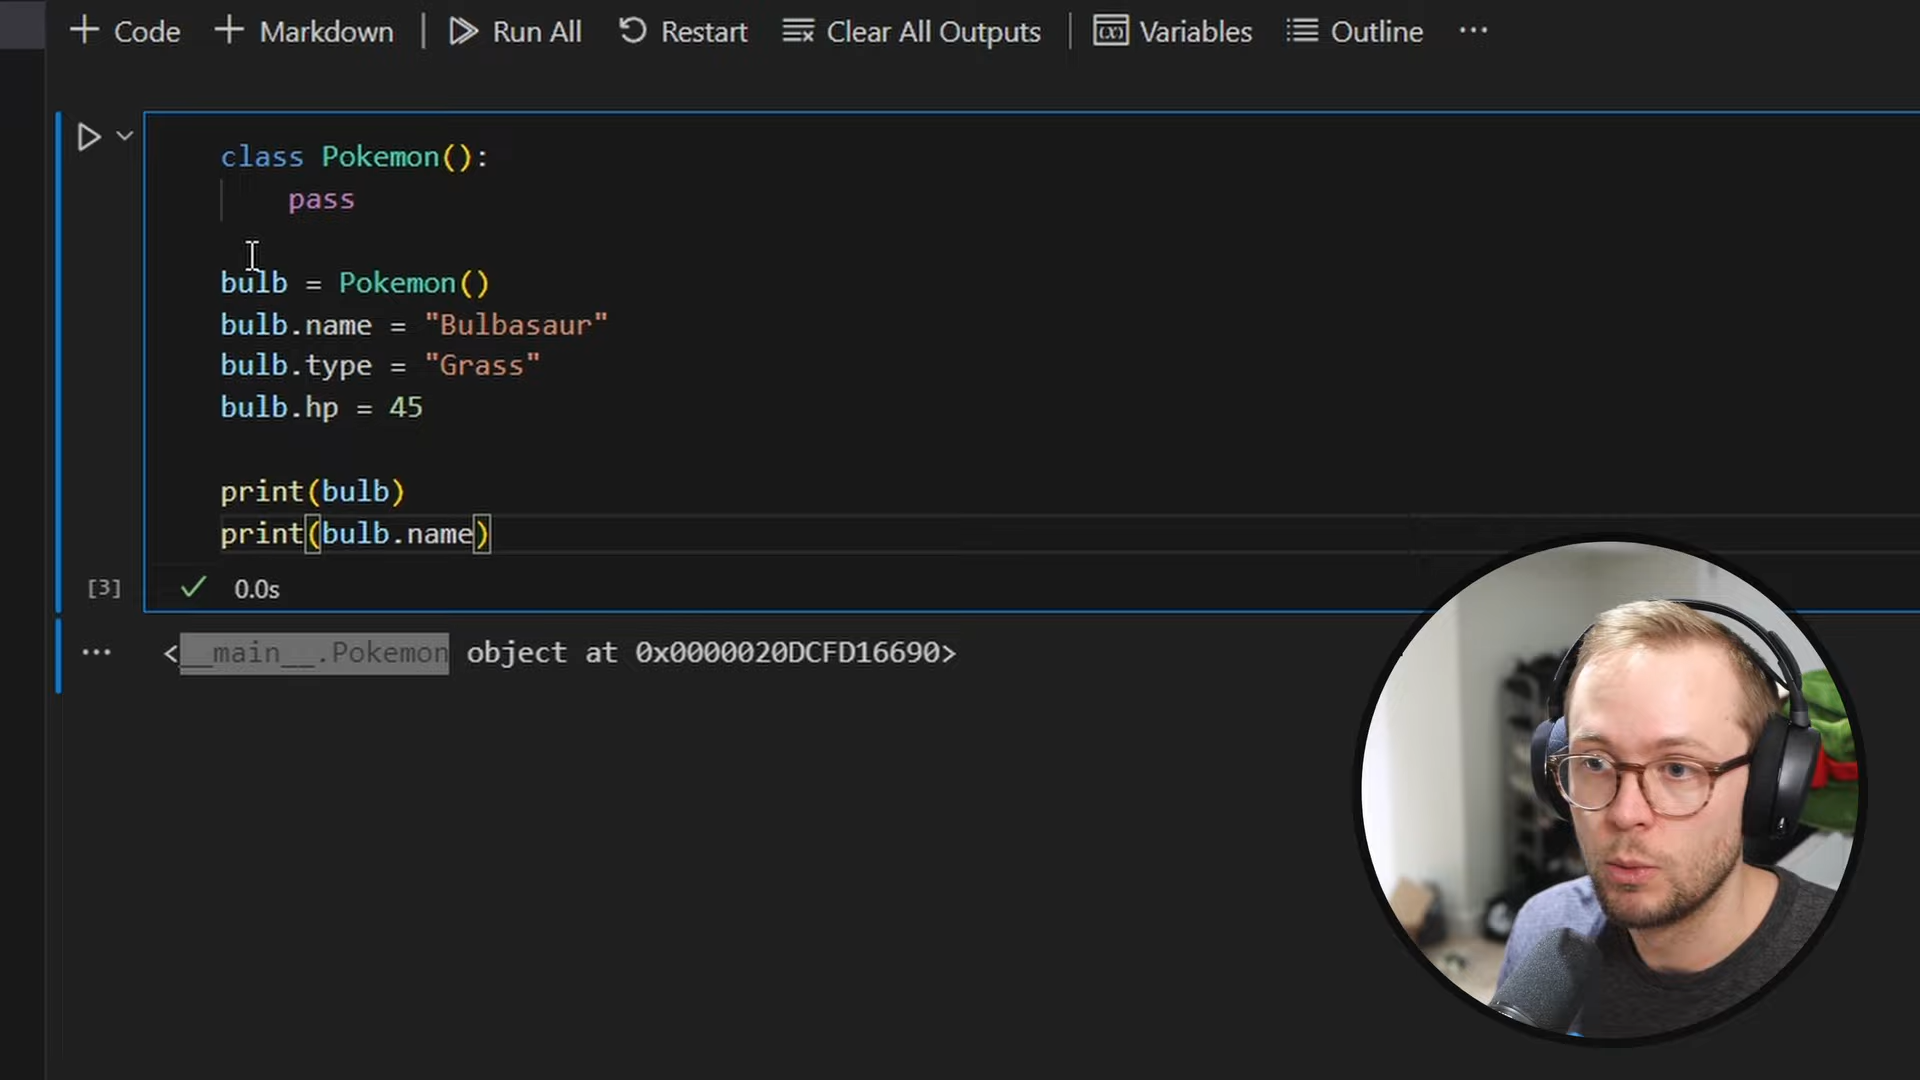 Code Markdown Run All Restart Clear All Outputs Variables Outline ...
class Pokemon():
pass
bulb = Pokemon()
bulb.name = "Bulbasaur"
bulb.type = "Grass"
bulb.hp = 45
print(bulb)
print(bulb.name)
[3] 0.0s
... <__main__.Pokemon object at 0x0000020DCFD16690>